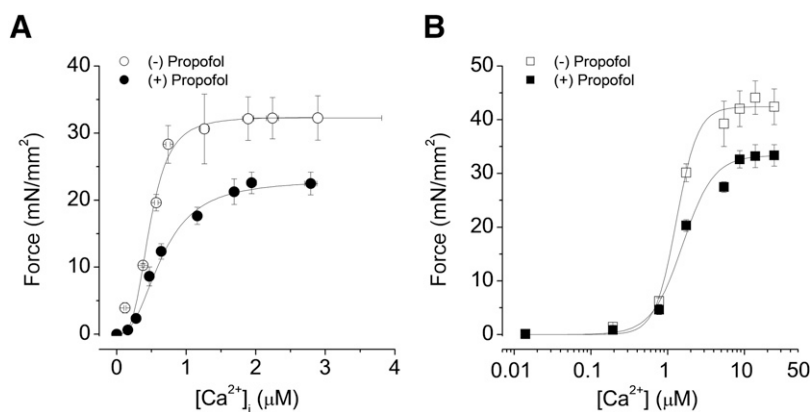 A
(-) Propofol
(+) Propofol
Force (mN/mm²)
40
30
20
10
0
0 1 2 3 4
[Ca²⁺]ᵢ (μM)
B
(-) Propofol
(+) Propofol
Force (mN/mm²)
50
40
30
20
10
0
0.01 0.1 1 10 50
[Ca²⁺] (μM)